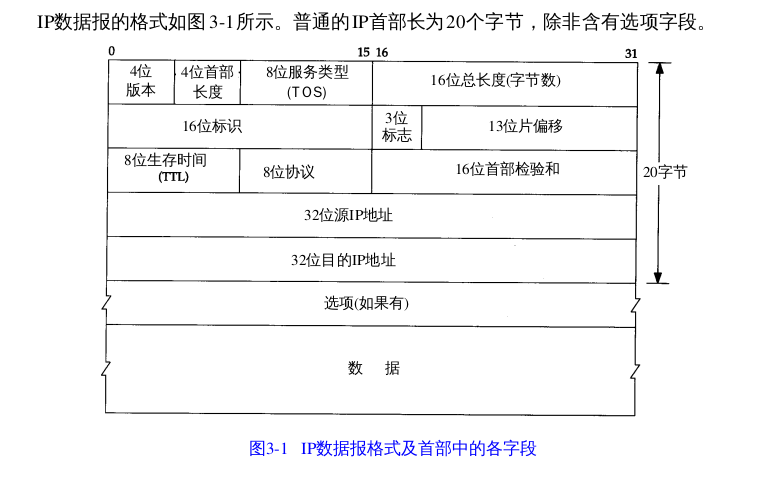 IP数据报的格式如图3-1所示。普通的IP首部长为20个字节，除非含有选项字段。
0 15 16 31
4位版本 4位首部长度 8位服务类型(TOS) 16位总长度(字节数)
16位标识 3位标志 13位片偏移
8位生存时间(TTL) 8位协议 16位首部检验和
20字节
32位源IP地址
32位目的IP地址
选项(如果有)
数 据
图3-1 IP数据报格式及首部中的各字段